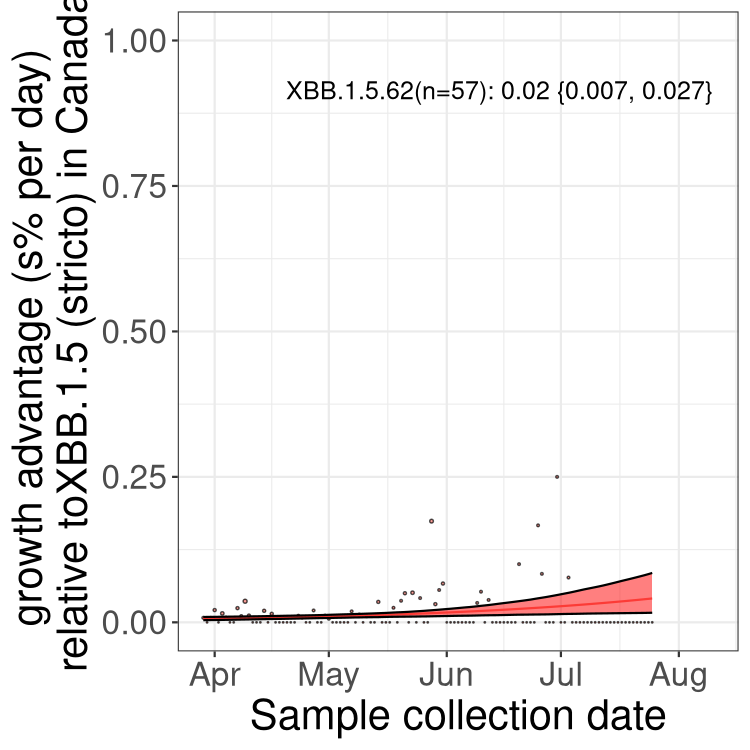 growth advantage (s% per day)
relative toXBB.1.5 (stricto) in Canada
1.00
0.75
0.50
0.25
0.00
XBB.1.5.62(n=57): 0.02 {0.007, 0.027}
Apr May Jun Jul Aug
Sample collection date